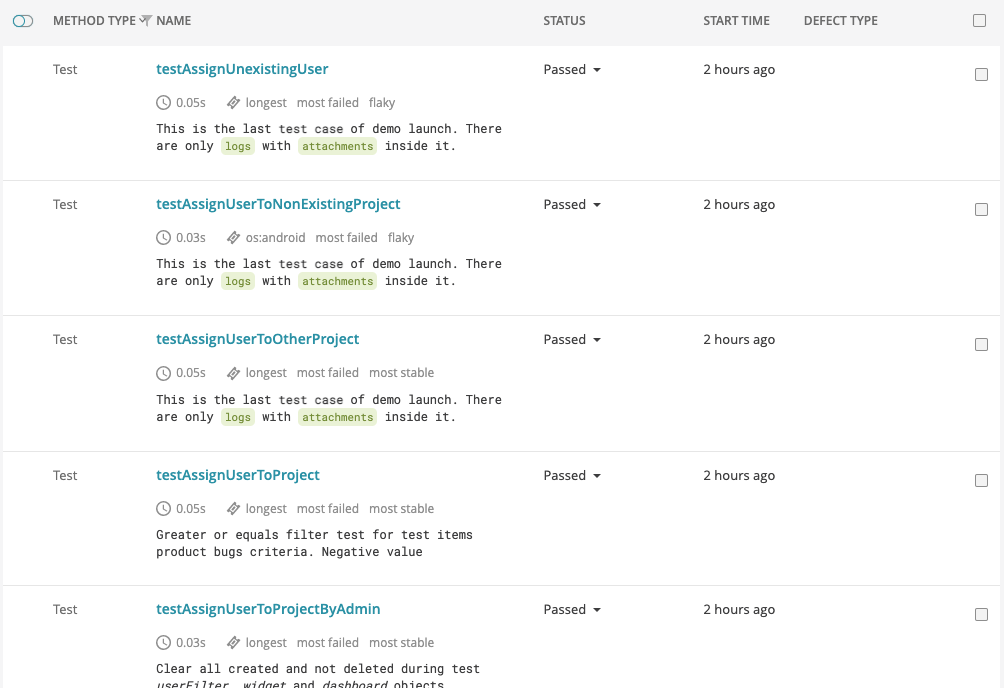 METHOD TYPE NAME STATUS START TIME DEFECT TYPE
Test testAssignUnexistingUser Passed 2 hours ago
0.05s longest most failed flaky
This is the last test case of demo launch. There
are only logs with attachments inside it.
Test testAssignUserToNonExistingProject Passed 2 hours ago
0.03s os:android most failed flaky
This is the last test case of demo launch. There
are only logs with attachments inside it.
Test testAssignUserToOtherProject Passed 2 hours ago
0.05s longest most failed most stable
This is the last test case of demo launch. There
are only logs with attachments inside it.
Test testAssignUserToProject Passed 2 hours ago
0.05s longest most failed most stable
Greater or equals filter test for test items
product bugs criteria. Negative value
Test testAssignUserToProjectByAdmin Passed 2 hours ago
0.03s longest most failed most stable
Clear all created and not deleted during test
userFilter, widget and dashboard objects